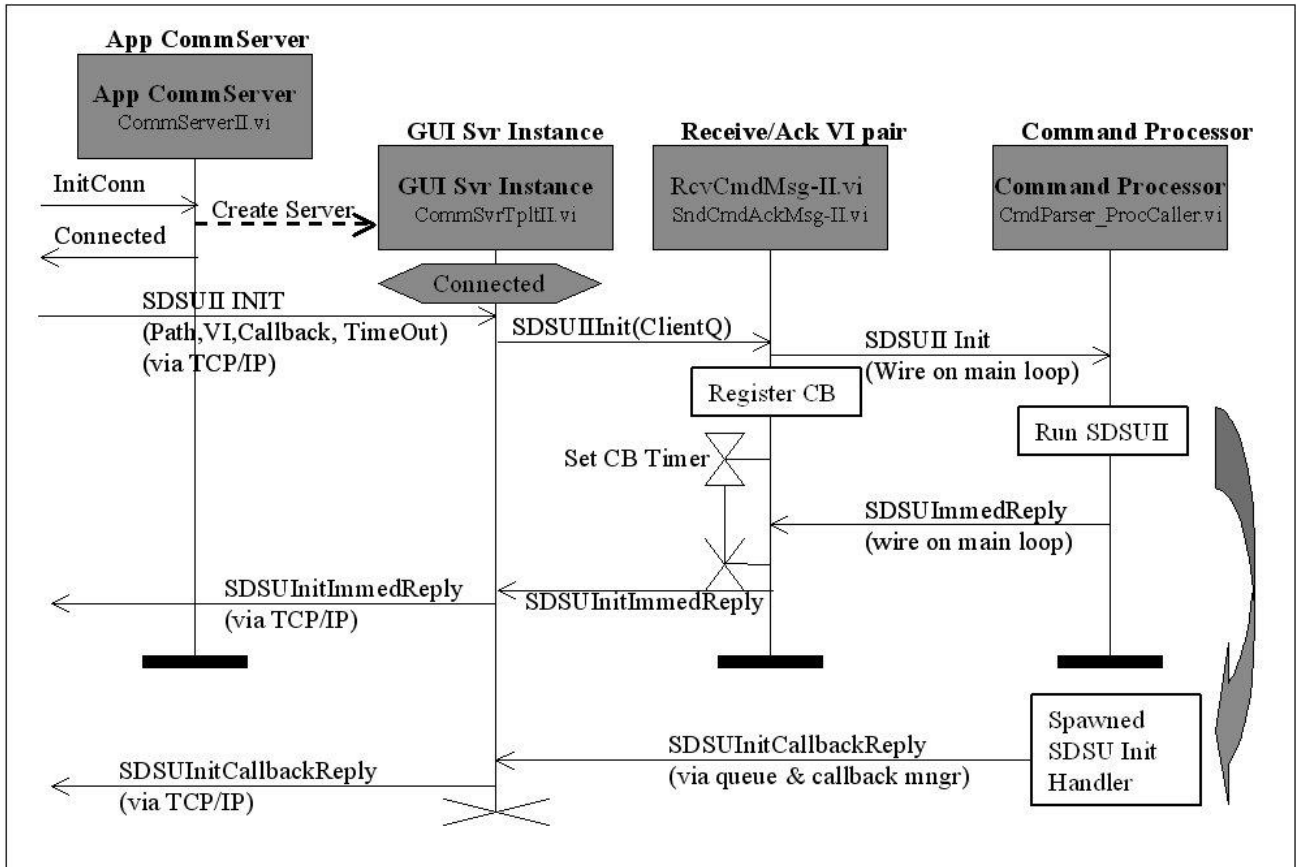 App CommServer
App CommServer
CommServerII.vi
GUI Svr Instance
Receive/Ack VI pair
Command Processor
GUI Svr Instance
CommSvrTpltII.vi
RcvCmdMsg-II.vi
SndCmdAckMsg-II.vi
Command Processor
CmdParser_ProcCaller.vi
InitConn
Create Server
Connected
Connected
SDSUII INIT
(Path,VI,Callback, TimeOut)
(via TCP/IP)
SDSUIIInit(ClientQ)
SDSUII Init
(Wire on main loop)
Register CB
Run SDSUII
Set CB Timer
SDSUImmedReply
(wire on main loop)
SDSUInitImmedReply
(via TCP/IP)
SDSUInitImmedReply
Spawned
SDSU Init
Handler
SDSUInitCallbackReply
(via queue & callback mngr)
SDSUInitCallbackReply
(via TCP/IP)